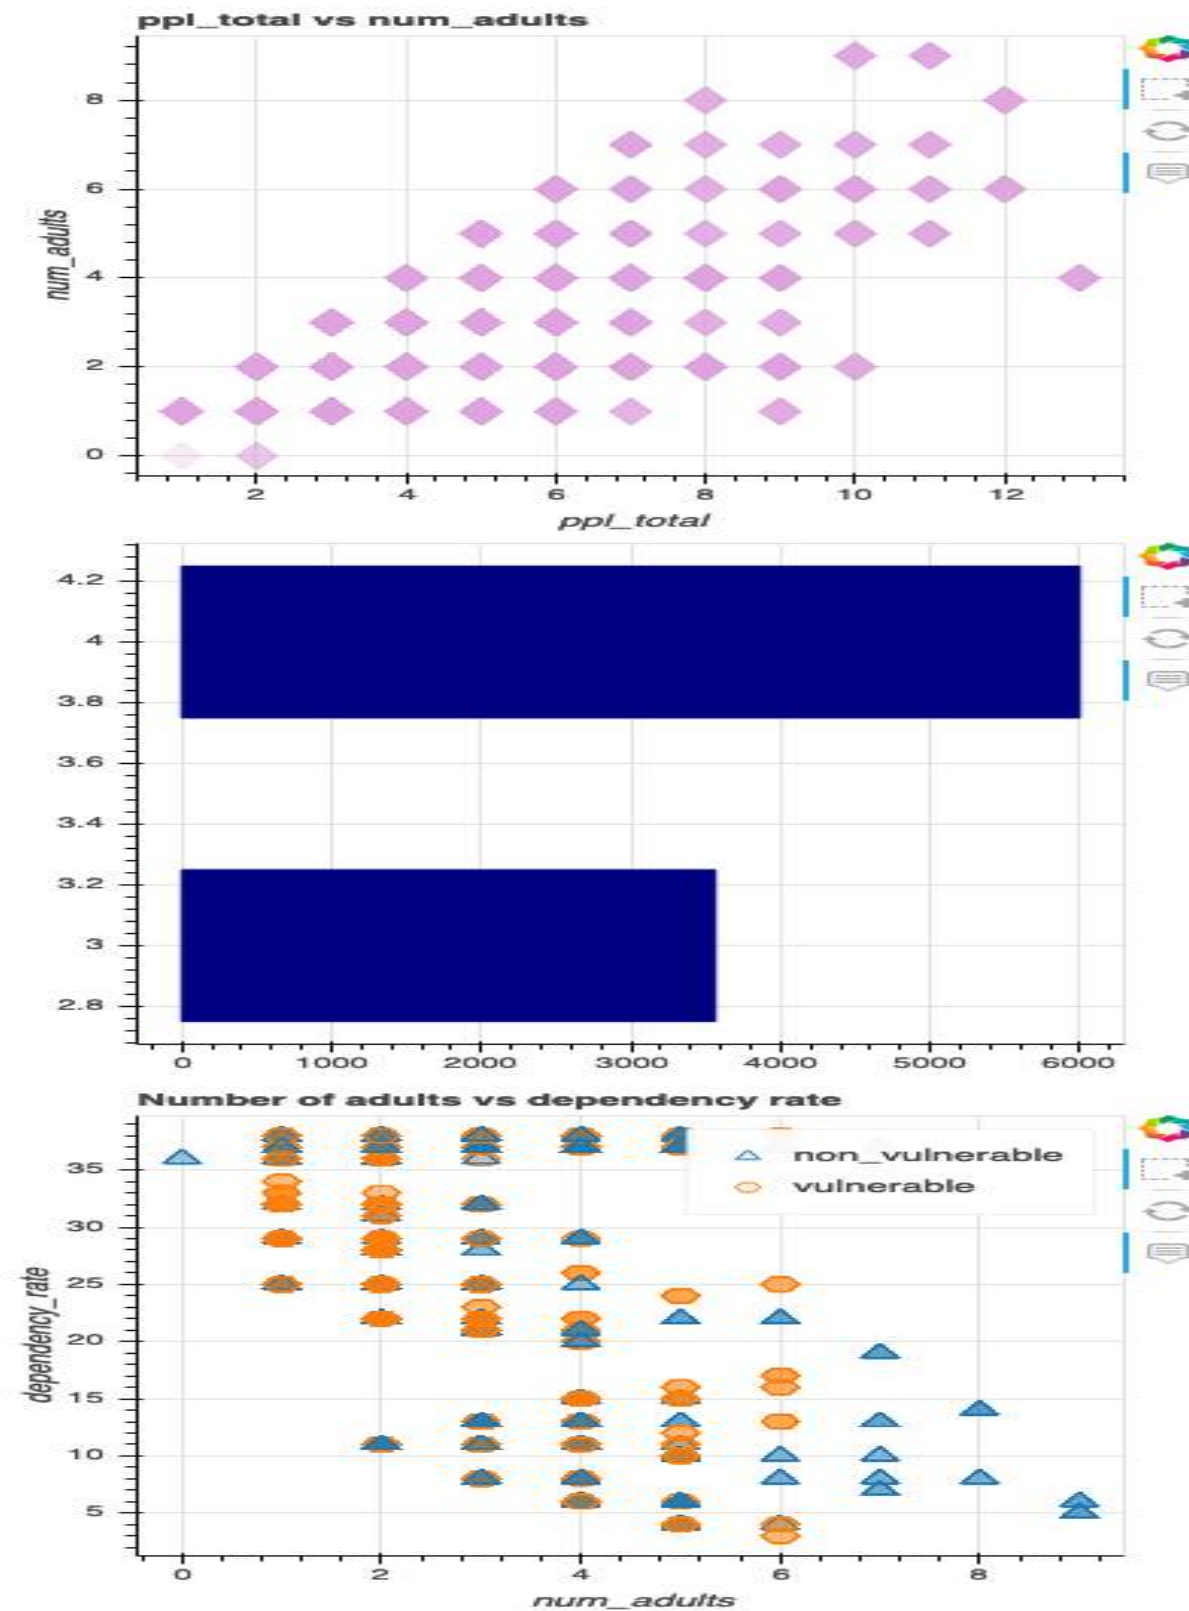 ppl_total vs num_adults
8
6
4
2
0
num_adults
2 4 6 8 10 12
ppl_total
4.2
4
3.8
3.6
3.4
3.2
3
2.8
0 1000 2000 3000 4000 5000 6000
Number of adults vs dependency rate
non_vulnerable
vulnerable
35
30
25
20
15
10
5
dependency_rate
0 2 4 6 8
num_adults